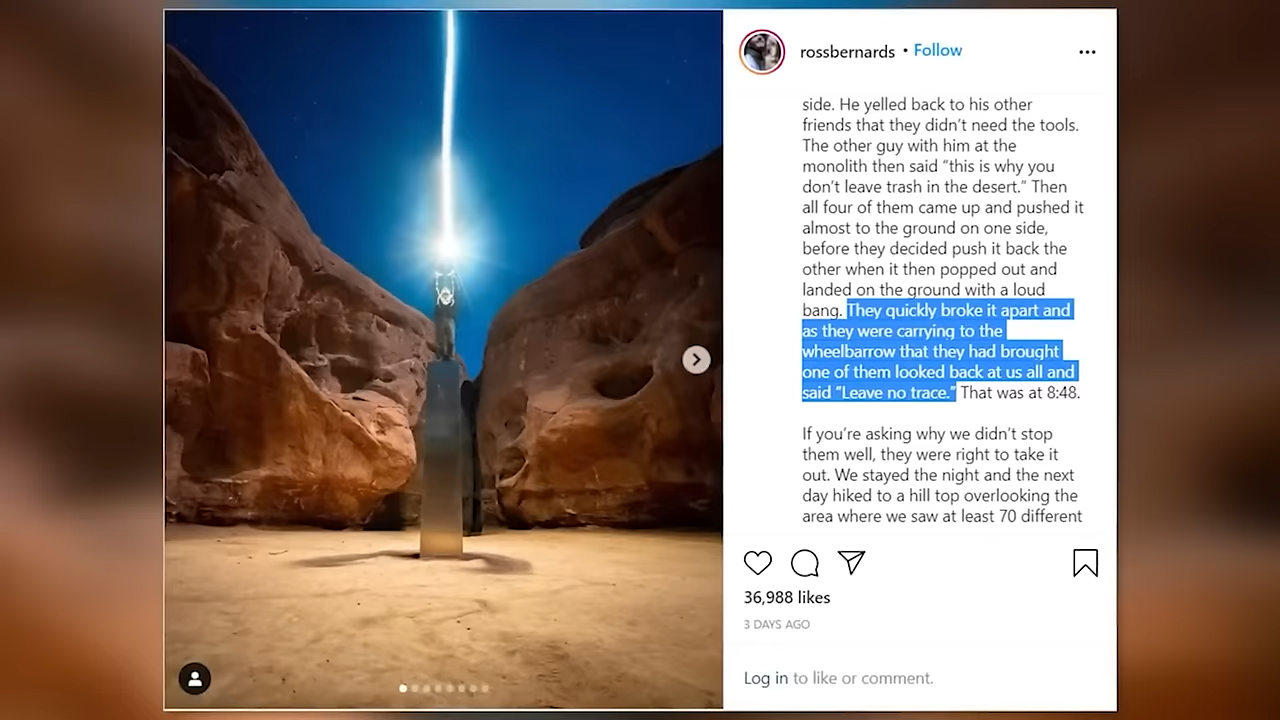 rossbernards • Follow
side. He yelled back to his other
friends that they didn’t need the tools.
The other guy with him at the
monolith then said “this is why you
don’t leave trash in the desert.” Then
all four of them came up and pushed it
almost to the ground on one side,
before they decided push it back the
other when it then popped out and
landed on the ground with a loud
bang. They quickly broke it apart and
as they were carrying to the
wheelbarrow that they had brought
one of them looked back at us all and
said “Leave no trace.” That was at 8:48.
If you’re asking why we didn’t stop
them well, they were right to take it
out. We stayed the night and the next
day hiked to a hill top overlooking the
area where we saw at least 70 different
36,988 likes
3 DAYS AGO
Log in to like or comment.